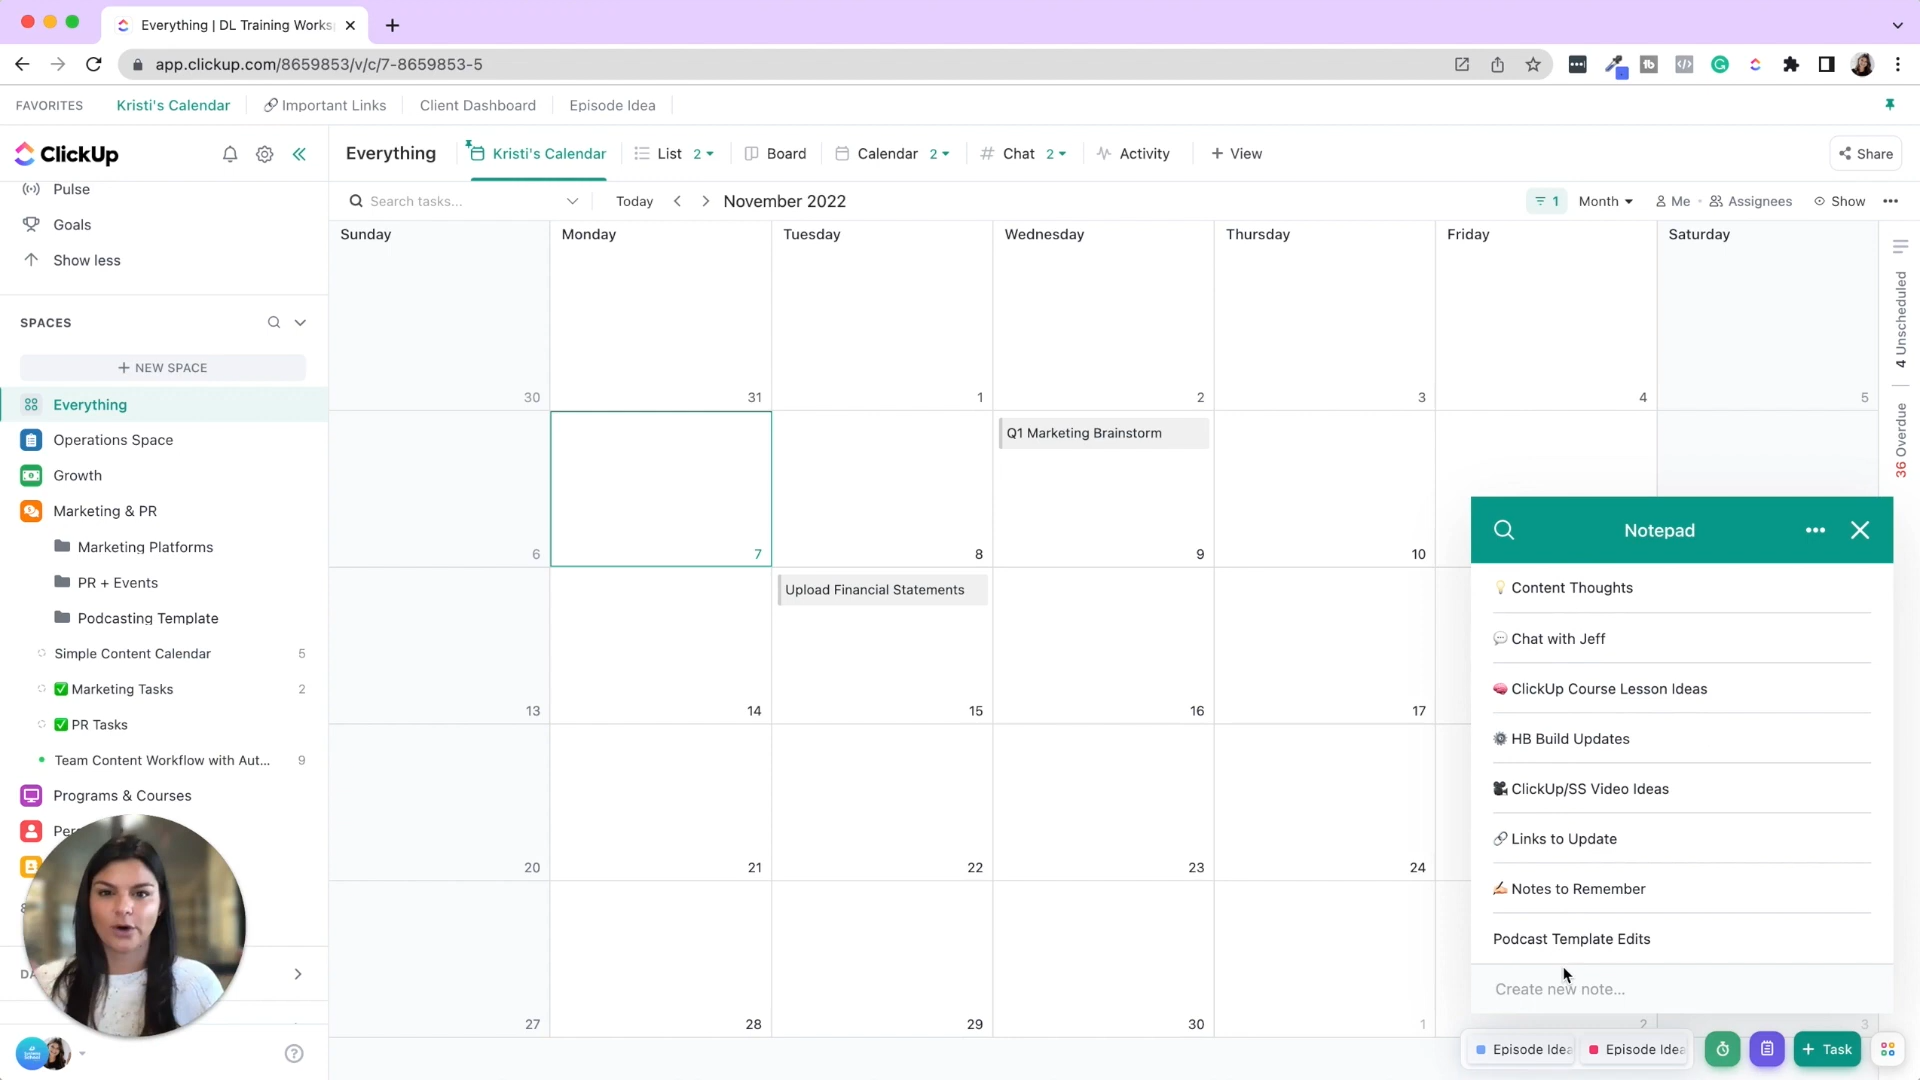 Everything | DL Training Works
app.clickup.com/8659853/v/c/7-8659853-5
FAVORITES
Kristi's Calendar
Important Links
Client Dashboard
Episode Idea
ClickUp
Everything
Kristi's Calendar
List 2
Board
Calendar 2
Chat 2
Activity
+ View
Share
Pulse
Goals
Show less
SPACES
+ NEW SPACE
Everything
Operations Space
Growth
Marketing & PR
Marketing Platforms
PR + Events
Podcasting Template
Simple Content Calendar 5
Marketing Tasks 2
PR Tasks
Team Content Workflow with Aut... 9
Programs & Courses
Search tasks...
Today
November 2022
1
Month
Me
Assignees
Show
Sunday Monday Tuesday Wednesday Thursday Friday Saturday
30 31 1 2 3 4 5
Q1 Marketing Brainstorm
6 7 8 9 10
Upload Financial Statements
13 14 15 16 17
20 21 22 23 24
27 28 29 30 1 2 3
4 Unscheduled
36 Overdue
Notepad
Content Thoughts
Chat with Jeff
ClickUp Course Lesson Ideas
HB Build Updates
ClickUp/SS Video Ideas
Links to Update
Notes to Remember
Podcast Template Edits
Create new note...
Episode Idea
Episode Idea
+ Task